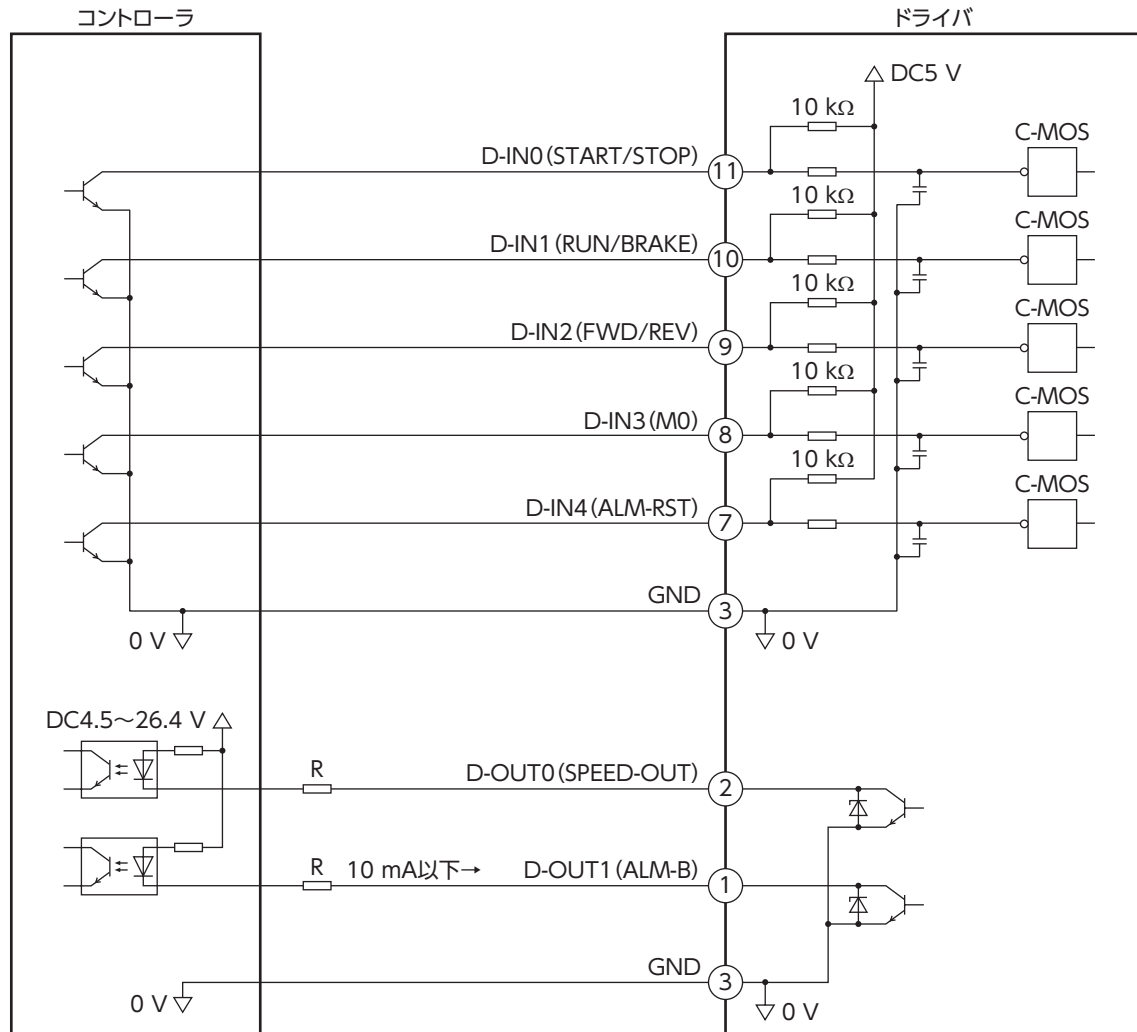 コントローラ
ドライバ
DC5 V
10 kΩ
C-MOS
D-IN0(START/STOP)
11
10 kΩ
C-MOS
D-IN1(RUN/BRAKE)
10
10 kΩ
C-MOS
D-IN2(FWD/REV)
9
10 kΩ
C-MOS
D-IN3(M0)
8
10 kΩ
C-MOS
D-IN4(ALM-RST)
7
GND
3
0 V
0 V
DC4.5～26.4 V
R
D-OUT0(SPEED-OUT)
2
R
10 mA以下→
D-OUT1(ALM-B)
1
GND
3
0 V
0 V